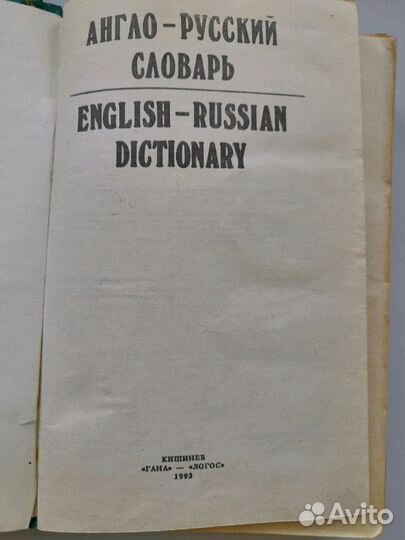 АНГЛО–РУССКИЙ
СЛОВАРЬ
ENGLISH–RUSSIAN
DICTIONARY
КИШИНЕВ
«ГАНА» — «ЛОГОС»
1993
Avito